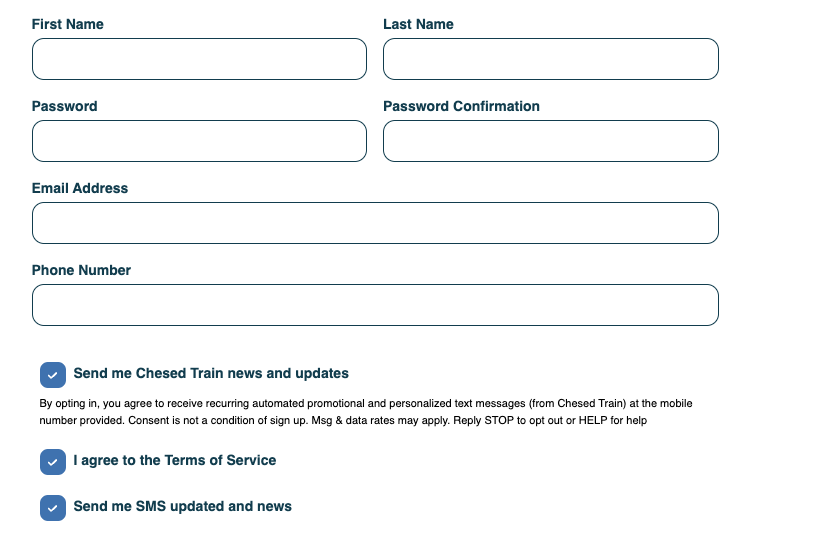 First Name Last Name
Password Password Confirmation
Email Address
Phone Number
Send me Chesed Train news and updates
By opting in, you agree to receive recurring automated promotional and personalized text messages (from Chesed Train) at the mobile
number provided. Consent is not a condition of sign up. Msg & data rates may apply. Reply STOP to opt out or HELP for help
I agree to the Terms of Service
Send me SMS updated and news